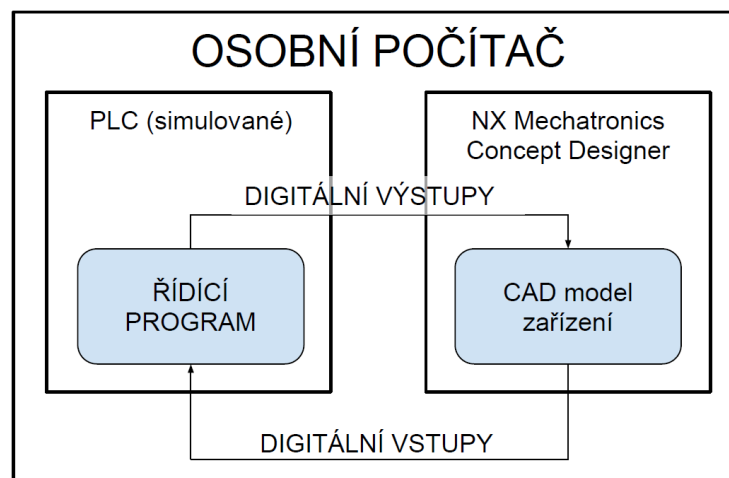 OSOBNÍ POČÍTAČ
PLC (simulované)
NX Mechatronics
Concept Designer
DIGITÁLNÍ VÝSTUPY
ŘÍDÍCÍ
PROGRAM
CAD model
zařízení
DIGITÁLNÍ VSTUPY